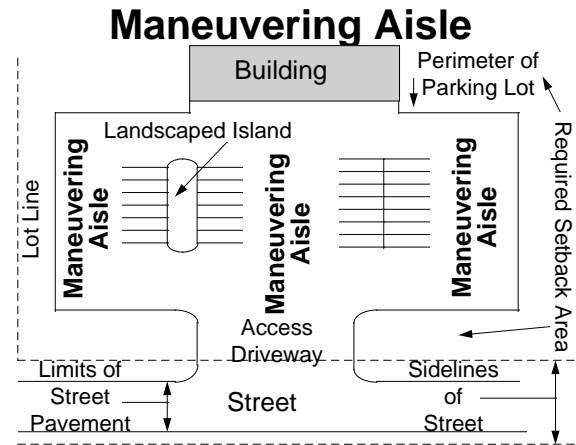 Maneuvering Aisle
Building
Perimeter of
Parking Lot
Landscaped Island
Maneuvering
Aisle
Maneuvering
Aisle
Maneuvering
Aisle
Lot Line
Required Setback Area
Access
Driveway
Limits of
Street
Pavement
Street
Sidelines
of
Street